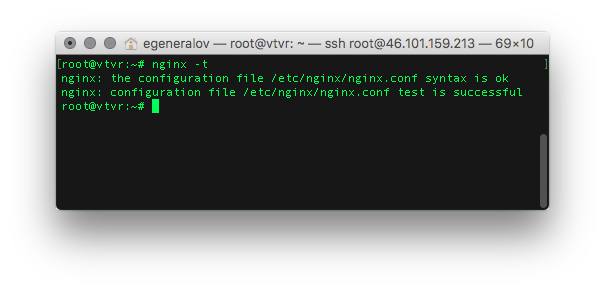 egeneralov — root@vtvr: ~ — ssh root@46.101.159.213 — 69×10
[root@vtvr:~# nginx -t ]
nginx: the configuration file /etc/nginx/nginx.conf syntax is ok
nginx: configuration file /etc/nginx/nginx.conf test is successful
root@vtvr:~#